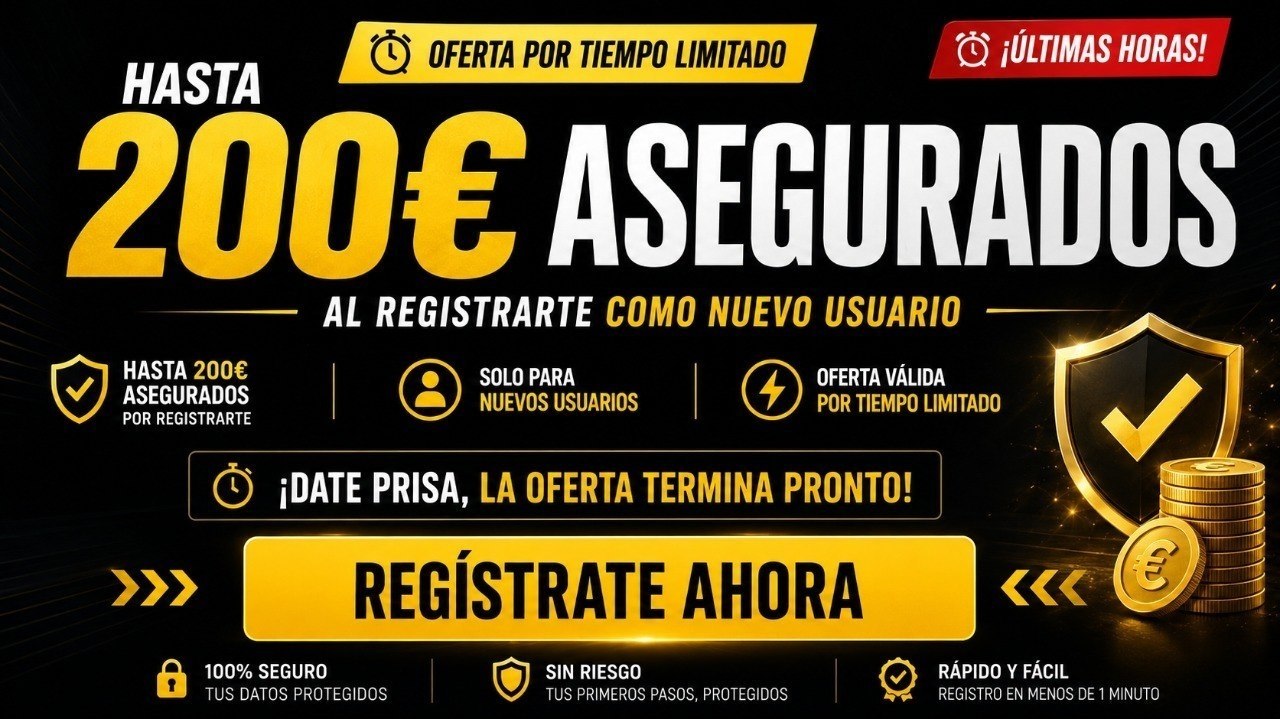 OFERTA POR TIEMPO LIMITADO
¡ÚLTIMAS HORAS!
HASTA
200€ ASEGURADOS
AL REGISTRARTE COMO NUEVO USUARIO
HASTA 200€
ASEGURADOS
POR REGISTRARTE
SOLO PARA
NUEVOS USUARIOS
OFERTA VÁLIDA
POR TIEMPO LIMITADO
¡DATE PRISA, LA OFERTA TERMINA PRONTO!
REGÍSTRATE AHORA
100% SEGURO
TUS DATOS PROTEGIDOS
SIN RIESGO
TUS PRIMEROS PASOS, PROTEGIDOS
RÁPIDO Y FÁCIL
REGISTRO EN MENOS DE 1 MINUTO